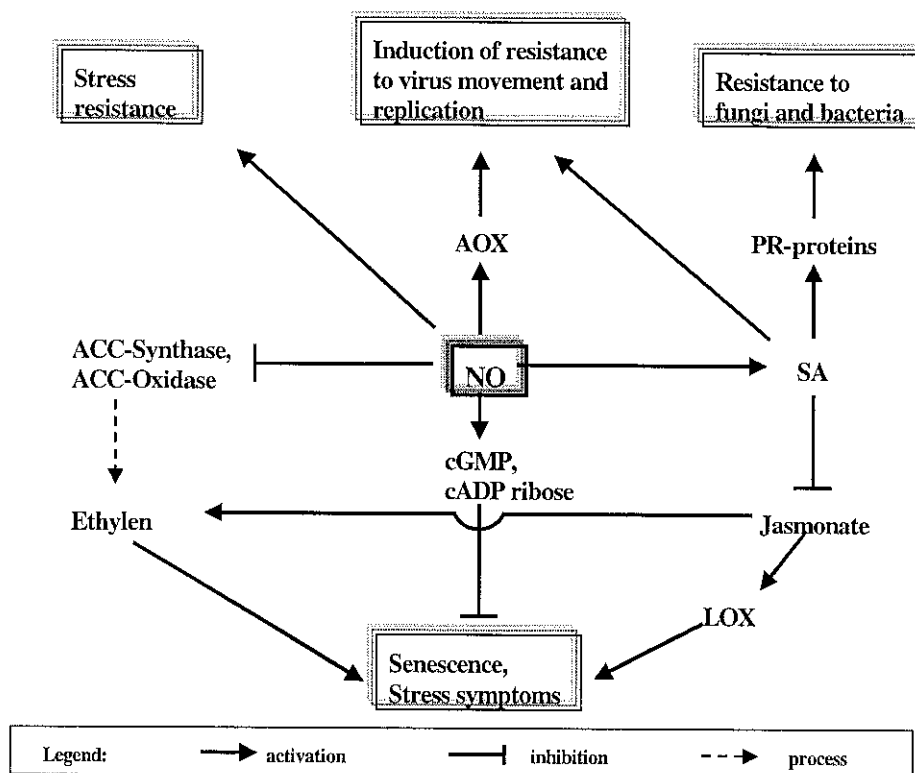 Stress
resistance
Induction of resistance
to virus movement and
replication
Resistance to
fungi and bacteria
AOX
PR-proteins
ACC-Synthase,
ACC-Oxidase
NO
SA
cGMP,
cADP ribose
Ethylen
Jasmonate
LOX
Senescence,
Stress symptoms
Legend: activation inhibition process